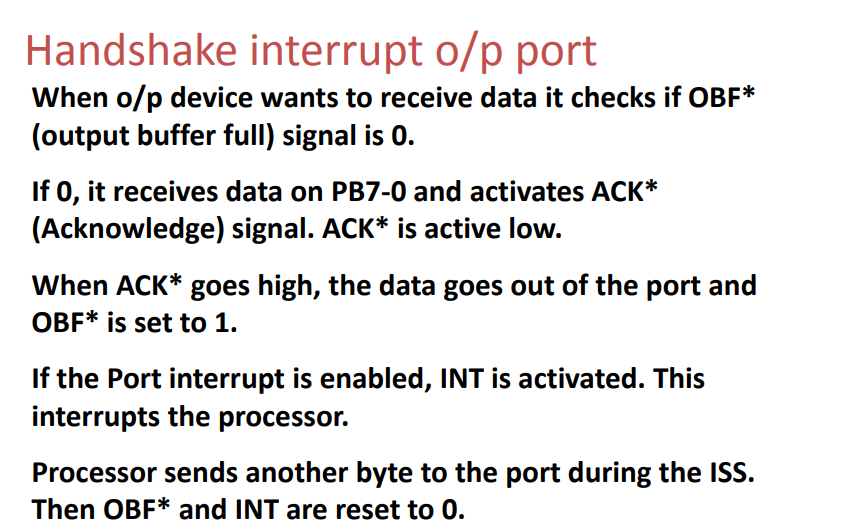 Handshake interrupt o/p port
When o/p device wants to receive data it checks if OBF*
(output buffer full) signal is 0.
If 0, it receives data on PB7-0 and activates ACK*
(Acknowledge) signal. ACK* is active low.
When ACK* goes high, the data goes out of the port and
OBF* is set to 1.
If the Port interrupt is enabled, INT is activated. This
interrupts the processor.
Processor sends another byte to the port during the ISS.
Then OBF* and INT are reset to 0.